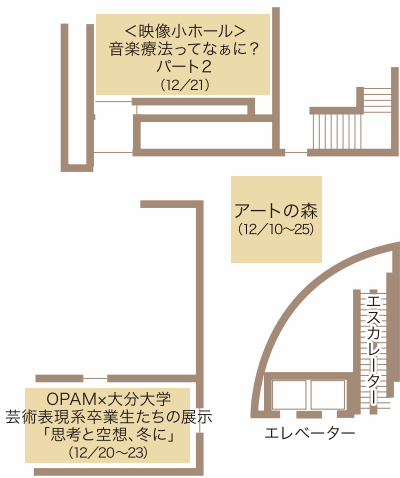 ＜映像小ホール＞
音楽療法ってなぁに？
パート2
（12／21）
アートの森
（12／10〜25）
エスカレーター
OPAM×大分大学
芸術表現系卒業生たちの展示
「思考と空想、冬に」
（12／20〜23）
エレベーター